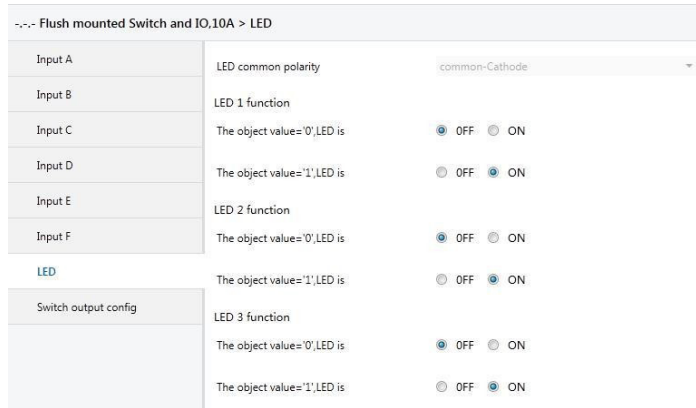 -.-.- Flush mounted Switch and IO,10A > LED
Input A
Input B
Input C
Input D
Input E
Input F
LED
Switch output config
LED common polarity common-Cathode
LED 1 function
The object value='0',LED is OFF ON
The object value='1',LED is OFF ON
LED 2 function
The object value='0',LED is OFF ON
The object value='1',LED is OFF ON
LED 3 function
The object value='0',LED is OFF ON
The object value='1',LED is OFF ON